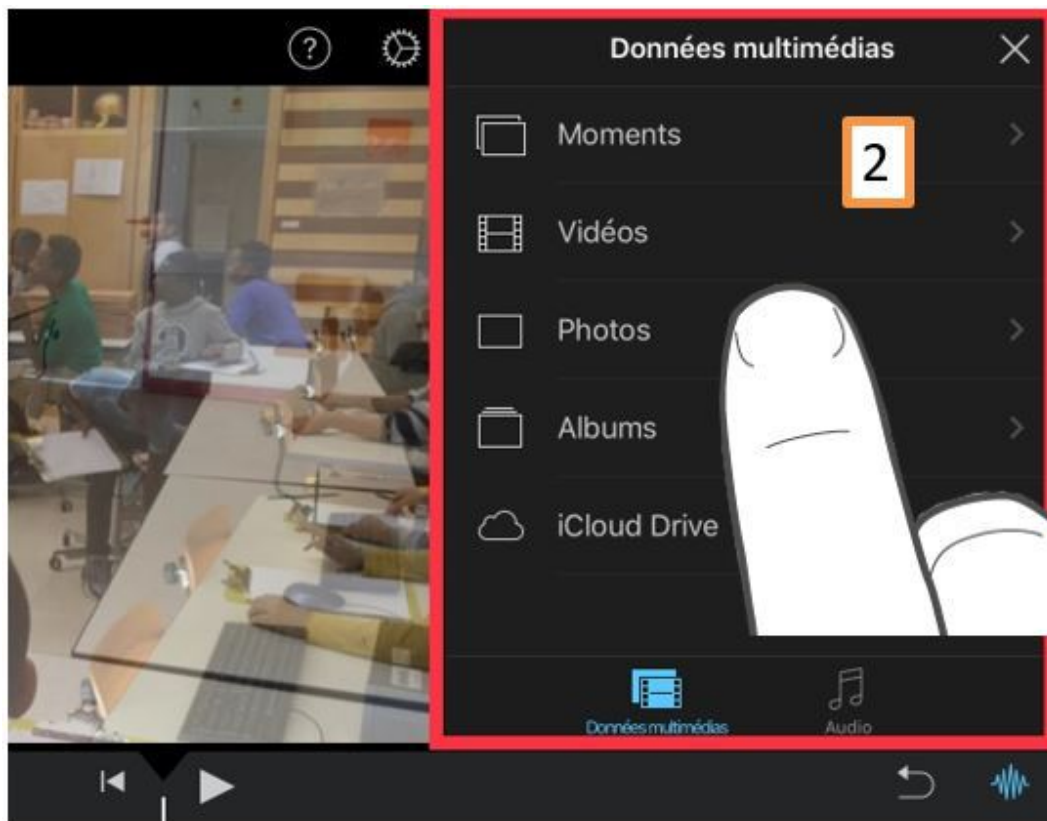 ?
Données multimédias
Moments
2
Vidéos
Photos
Albums
iCloud Drive
Données multimédias
Audio